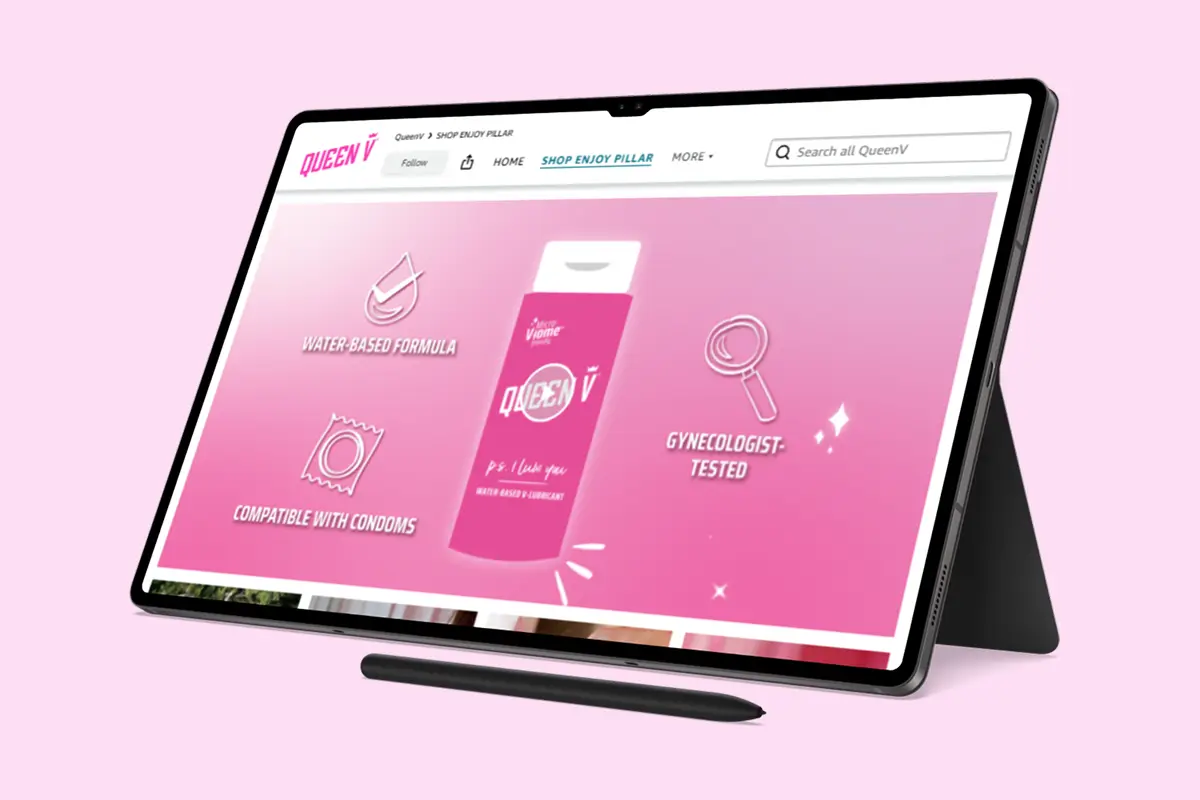 QUEEN V
QueenV > SHOP ENJOY PILLAR
Follow
HOME
SHOP ENJOY PILLAR
MORE
Search all QueenV
WATER-BASED FORMULA
COMPATIBLE WITH CONDOMS
Viome
QUEEN V
p.s. I lube you
WATER-BASED V-LUBRICANT
GYNECOLOGIST-
TESTED